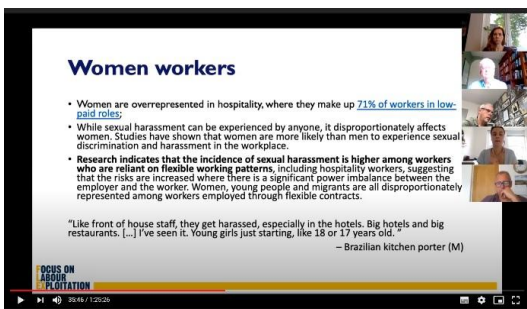 Women workers
• Women are overrepresented in hospitality, where they make up 71% of workers in low-
paid roles;
• While sexual harassment can be experienced by anyone, it disproportionately affects
women. Studies have shown that women are more likely than men to experience sexual
discrimination and harassment in the workplace.
• Research indicates that the incidence of sexual harassment is higher among workers
who are reliant on flexible working patterns, including hospitality workers, suggesting
that the risks are increased where there is a significant power imbalance between the
employer and the worker. Women, young people and migrants are all disproportionately
represented among workers employed through flexible contracts.
"Like front of house staff, they get harassed, especially in the hotels. Big hotels and big
restaurants. [...] I've seen it. Young girls just starting, like 18 or 17 years old. "
– Brazilian kitchen porter (M)
FOCUS ON
LABOUR
EXPLOITATION
35:46 / 1:25:26